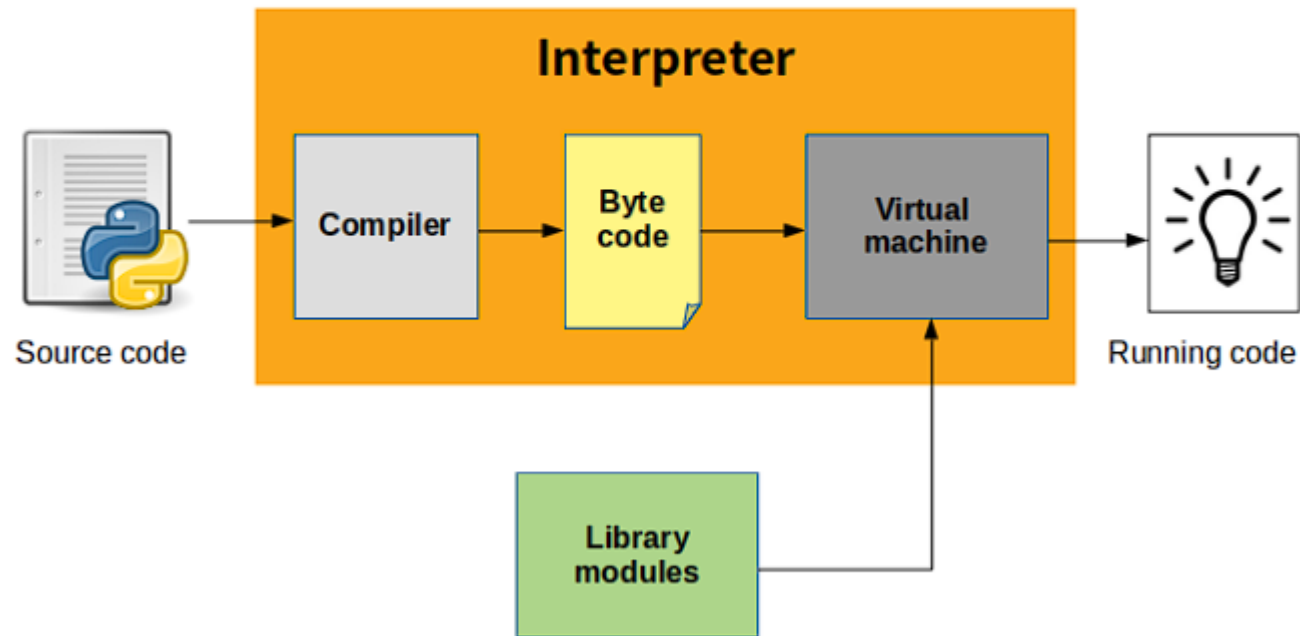 Interpreter
Compiler
Byte
code
Virtual
machine
Source code
Running code
Library
modules